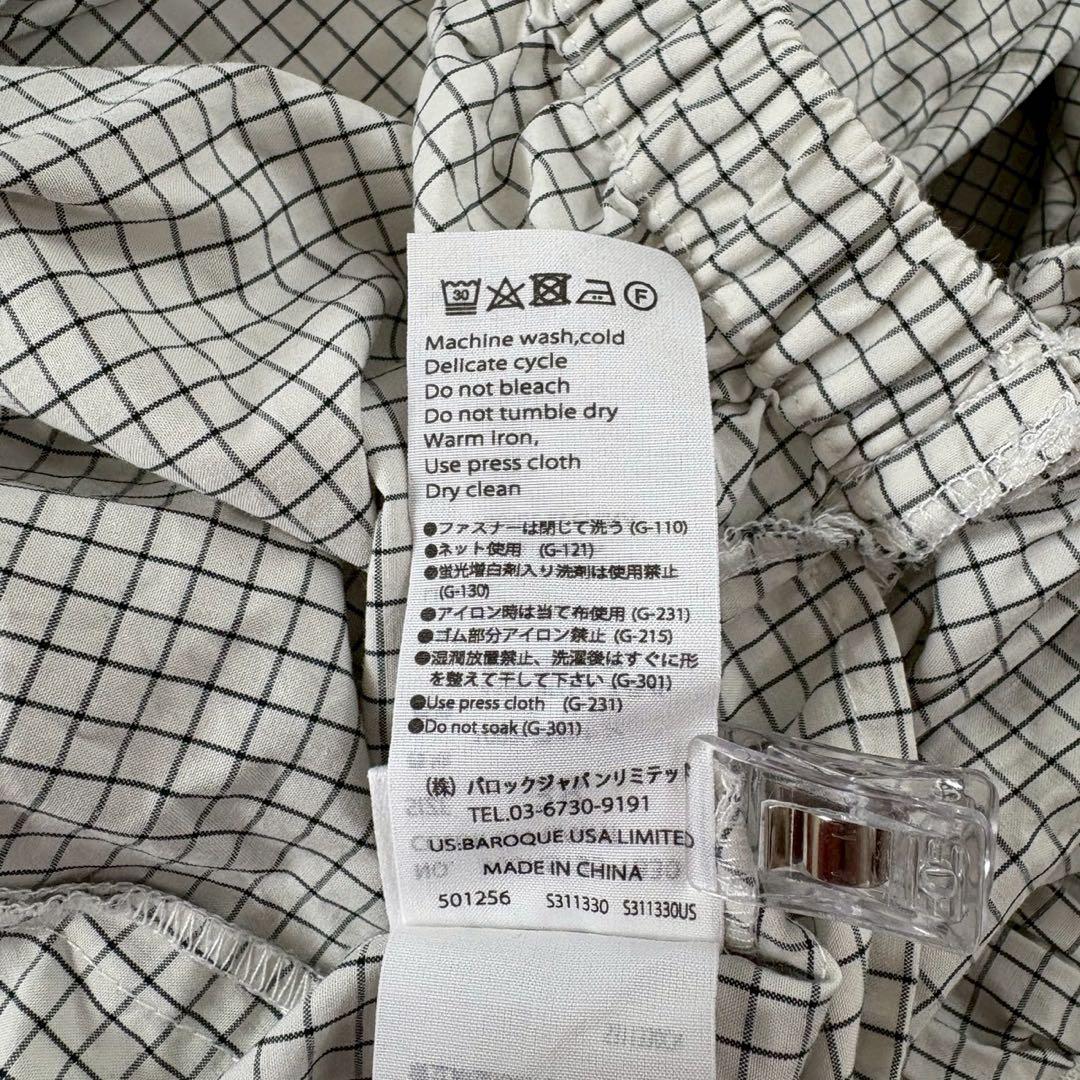 30 F
Machine wash,cold
Delicate cycle
Do not bleach
Do not tumble dry
Warm Iron,
Use press cloth
Dry clean
●ファスナーは閉じて洗う (G-110)
●ネット使用 (G-121)
●蛍光増白剤入り洗剤は使用禁止
(G-130)
●アイロン時は当て布使用 (G-231)
●ゴム部分アイロン禁止 (G-215)
●湿潤放置禁止、洗濯後はすぐに形
を整えて干して下さい (G-301)
●Use press cloth (G-231)
●Do not soak (G-301)
(株) バロックジャパンリミテッド
TEL.03-6730-9191
US:BAROQUE USA LIMITED
MADE IN CHINA
501256 S311330 S311330US